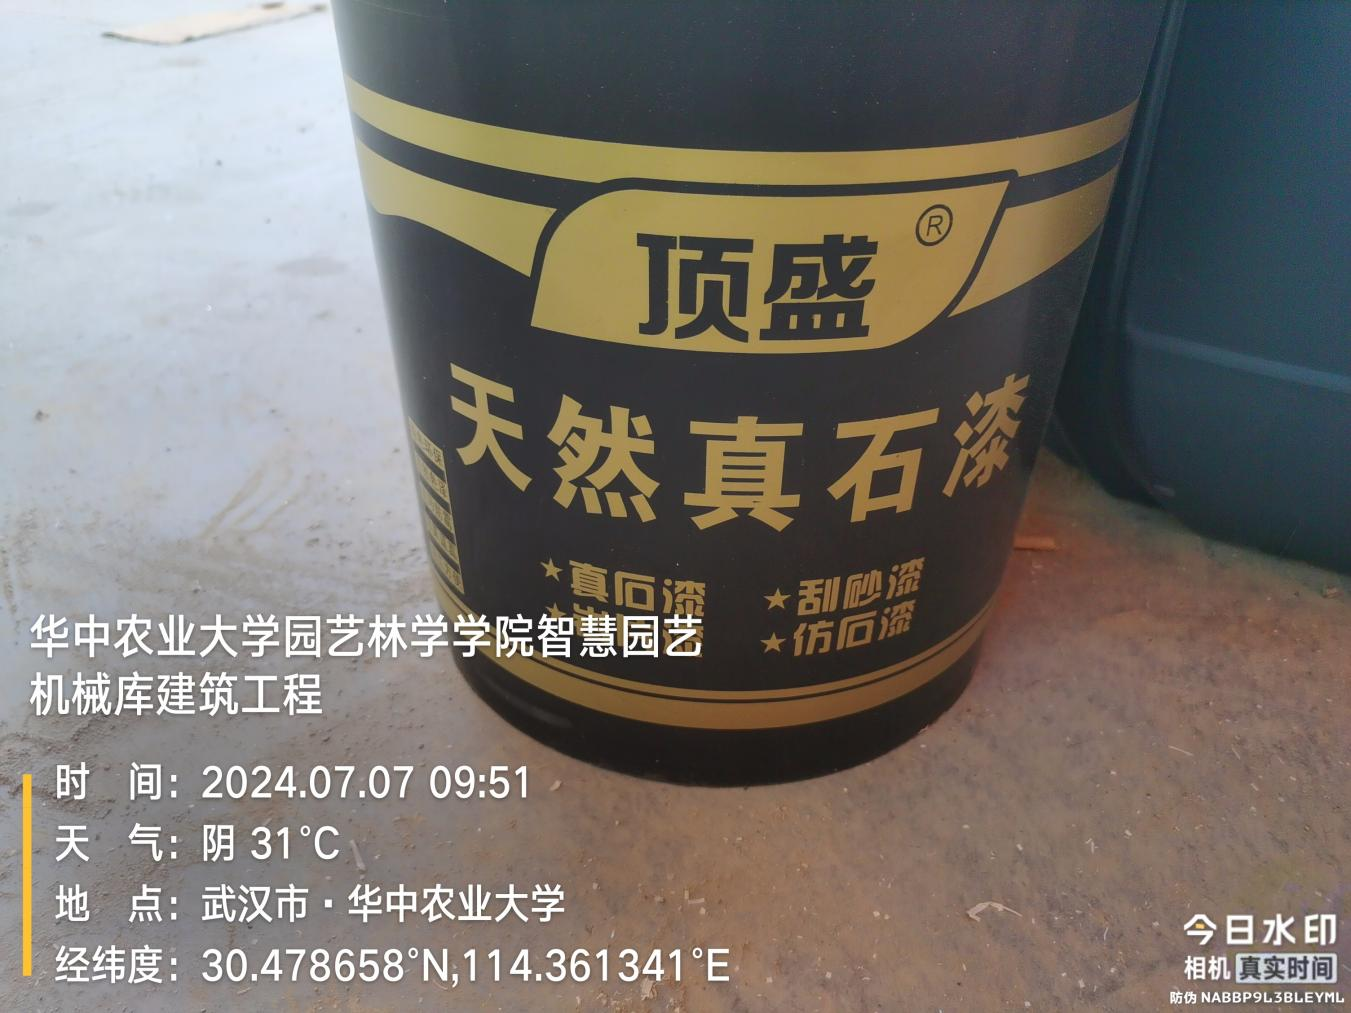 顶盛®
天然真石漆
★真石漆 ★刮砂漆
★仿石漆
华中农业大学园艺林学学院智慧园艺
机械库建筑工程
时 间：2024.07.07 09:51
天 气：阴 31°C
地 点：武汉市·华中农业大学
经纬度：30.478658°N,114.361341°E
今日水印
相机 真实时间
防伪 NABBP9L3BLEYML